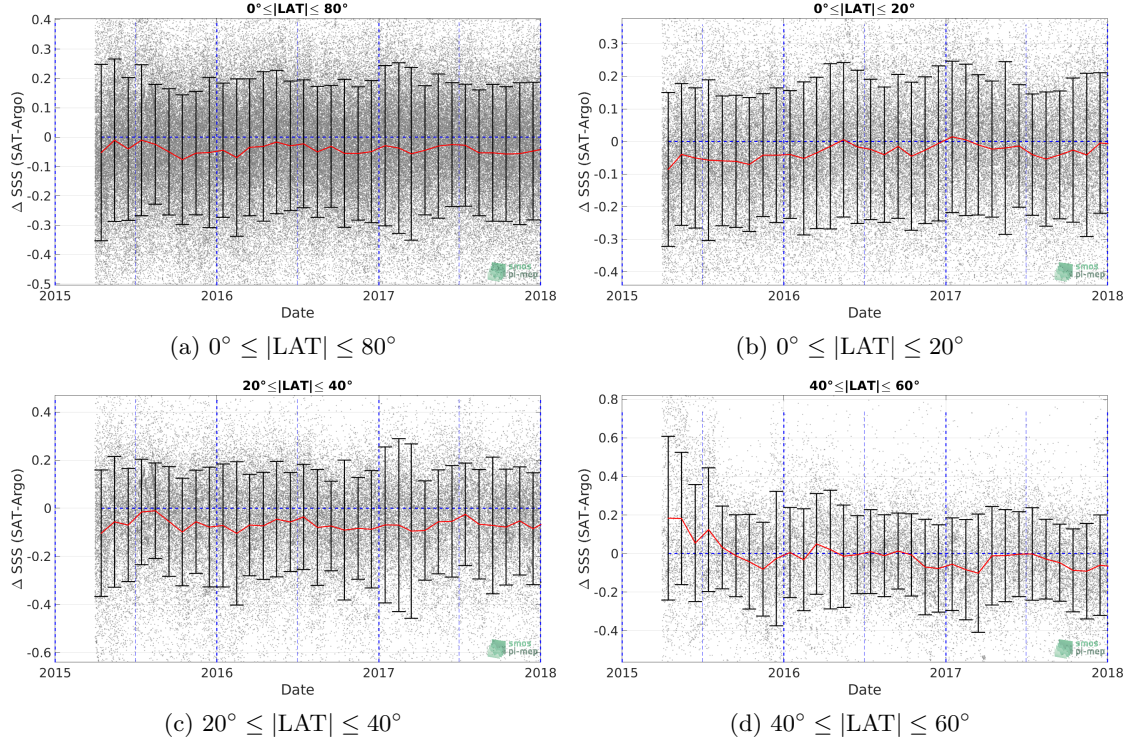 0°≤|LAT|≤ 80°
0.4
0.3
0.2
0.1
0
-0.1
-0.2
-0.3
-0.4
-0.5
Δ SSS (SAT-Argo)
smos
pi-mep
2015
2016
2017
2018
Date
(a) 0° ≤ |LAT| ≤ 80°
0°≤|LAT|≤ 20°
0.3
0.2
0.1
0
-0.1
-0.2
-0.3
-0.4
Δ SSS (SAT-Argo)
smos
pi-mep
2015
2016
2017
2018
Date
(b) 0° ≤ |LAT| ≤ 20°
20°≤|LAT|≤ 40°
0.4
0.2
0
-0.2
-0.4
-0.6
Δ SSS (SAT-Argo)
smos
pi-mep
2015
2016
2017
2018
Date
(c) 20° ≤ |LAT| ≤ 40°
40°≤|LAT|≤ 60°
0.8
0.6
0.4
0.2
0
-0.2
-0.4
Δ SSS (SAT-Argo)
smos
pi-mep
2015
2016
2017
2018
Date
(d) 40° ≤ |LAT| ≤ 60°